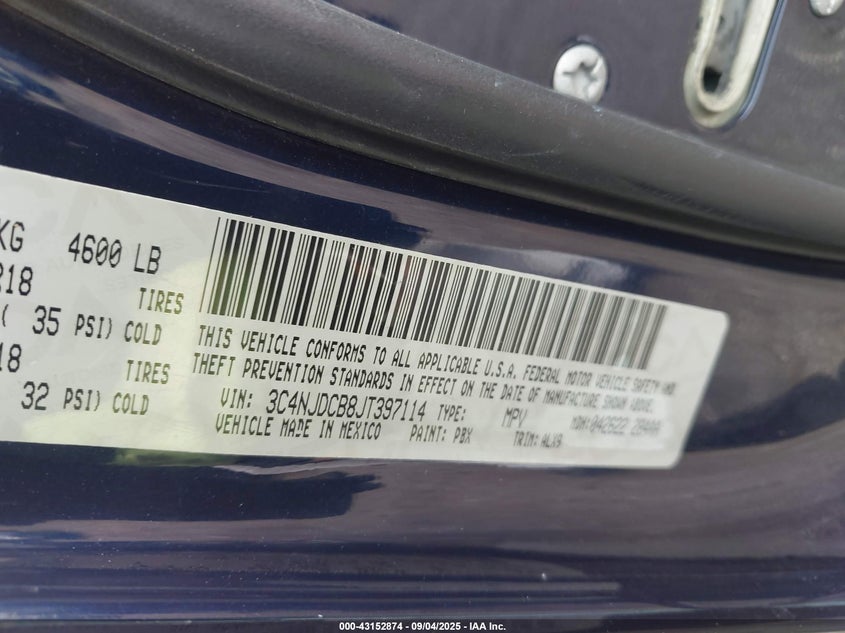 KG 4600 LB
R18 TIRES
( 35 PSI) COLD
18 TIRES
32 PSI) COLD
THIS VEHICLE CONFORMS TO ALL APPLICABLE U.S.A. FEDERAL MOTOR VEHICLE SAFETY AND
THEFT PREVENTION STANDARDS IN EFFECT ON THE DATE OF MANUFACTURE SHOWN ABOVE.
VIN: 3C4NJDCB8JT397114 TYPE: MPV MDH:
VEHICLE MADE IN MEXICO PAINT: PBX TRIM:
000-43152874 - 09/04/2025 - IAA Inc.